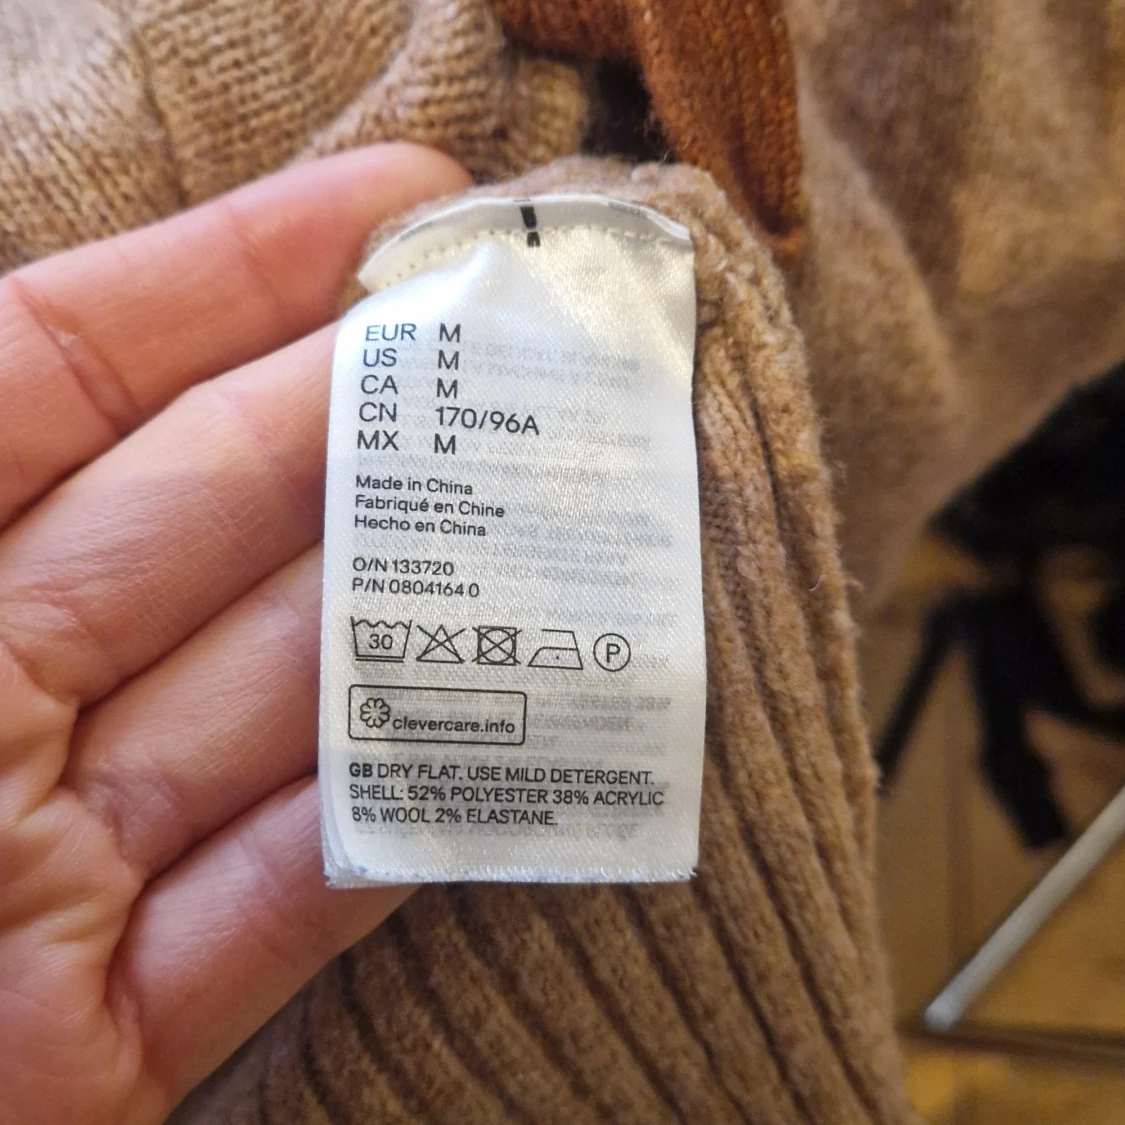 EUR M
US M
CA M
CN 170/96A
MX M
Made in China
Fabriqué en Chine
Hecho en China
O/N 133720
P/N 0804164 0
30
P
clevercare.info
GB DRY FLAT. USE MILD DETERGENT.
SHELL: 52% POLYESTER 38% ACRYLIC
8% WOOL 2% ELASTANE.